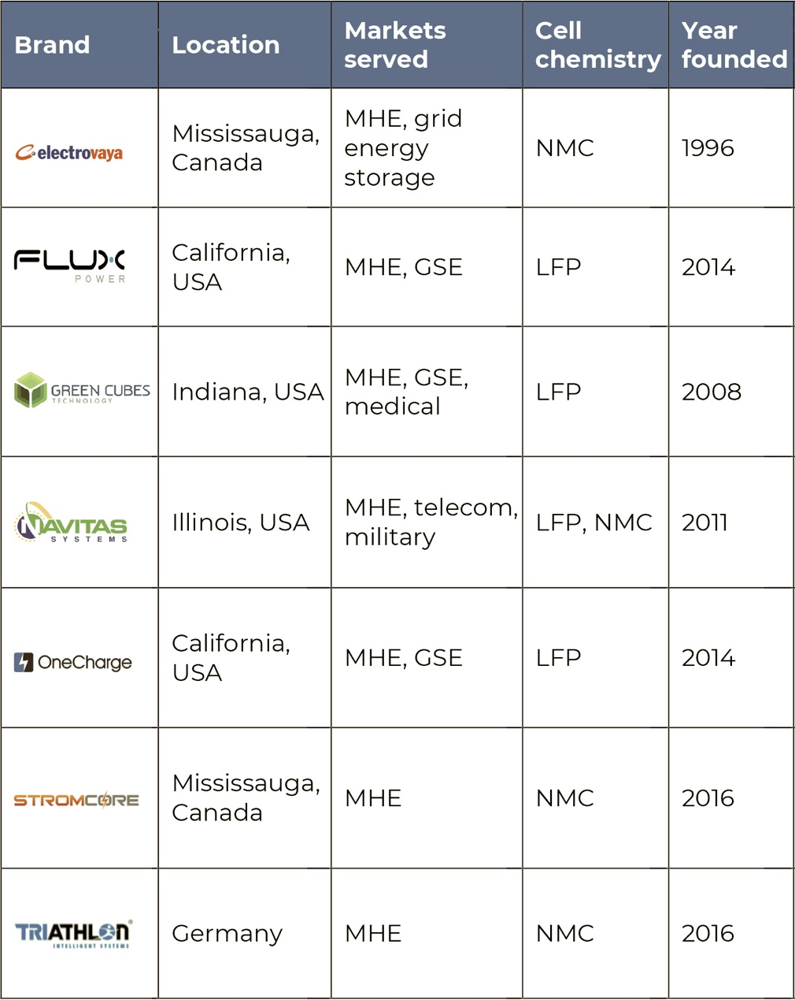 Brand
Location
Markets
served
Cell
chemistry
Year
founded
electrovaya
Mississauga,
Canada
MHE, grid
energy
storage
NMC
1996
FLUX
POWER
California,
USA
MHE, GSE
LFP
2014
GREEN CUBES
TECHNOLOGY
Indiana, USA
MHE, GSE,
medical
LFP
2008
NAVITAS
SYSTEMS
Illinois, USA
MHE, telecom,
military
LFP, NMC
2011
OneCharge
California,
USA
MHE, GSE
LFP
2014
STROMCORE
Mississauga,
Canada
MHE
NMC
2016
TRIATHLON®
INTELLIGENT SYSTEMS
Germany
MHE
NMC
2016